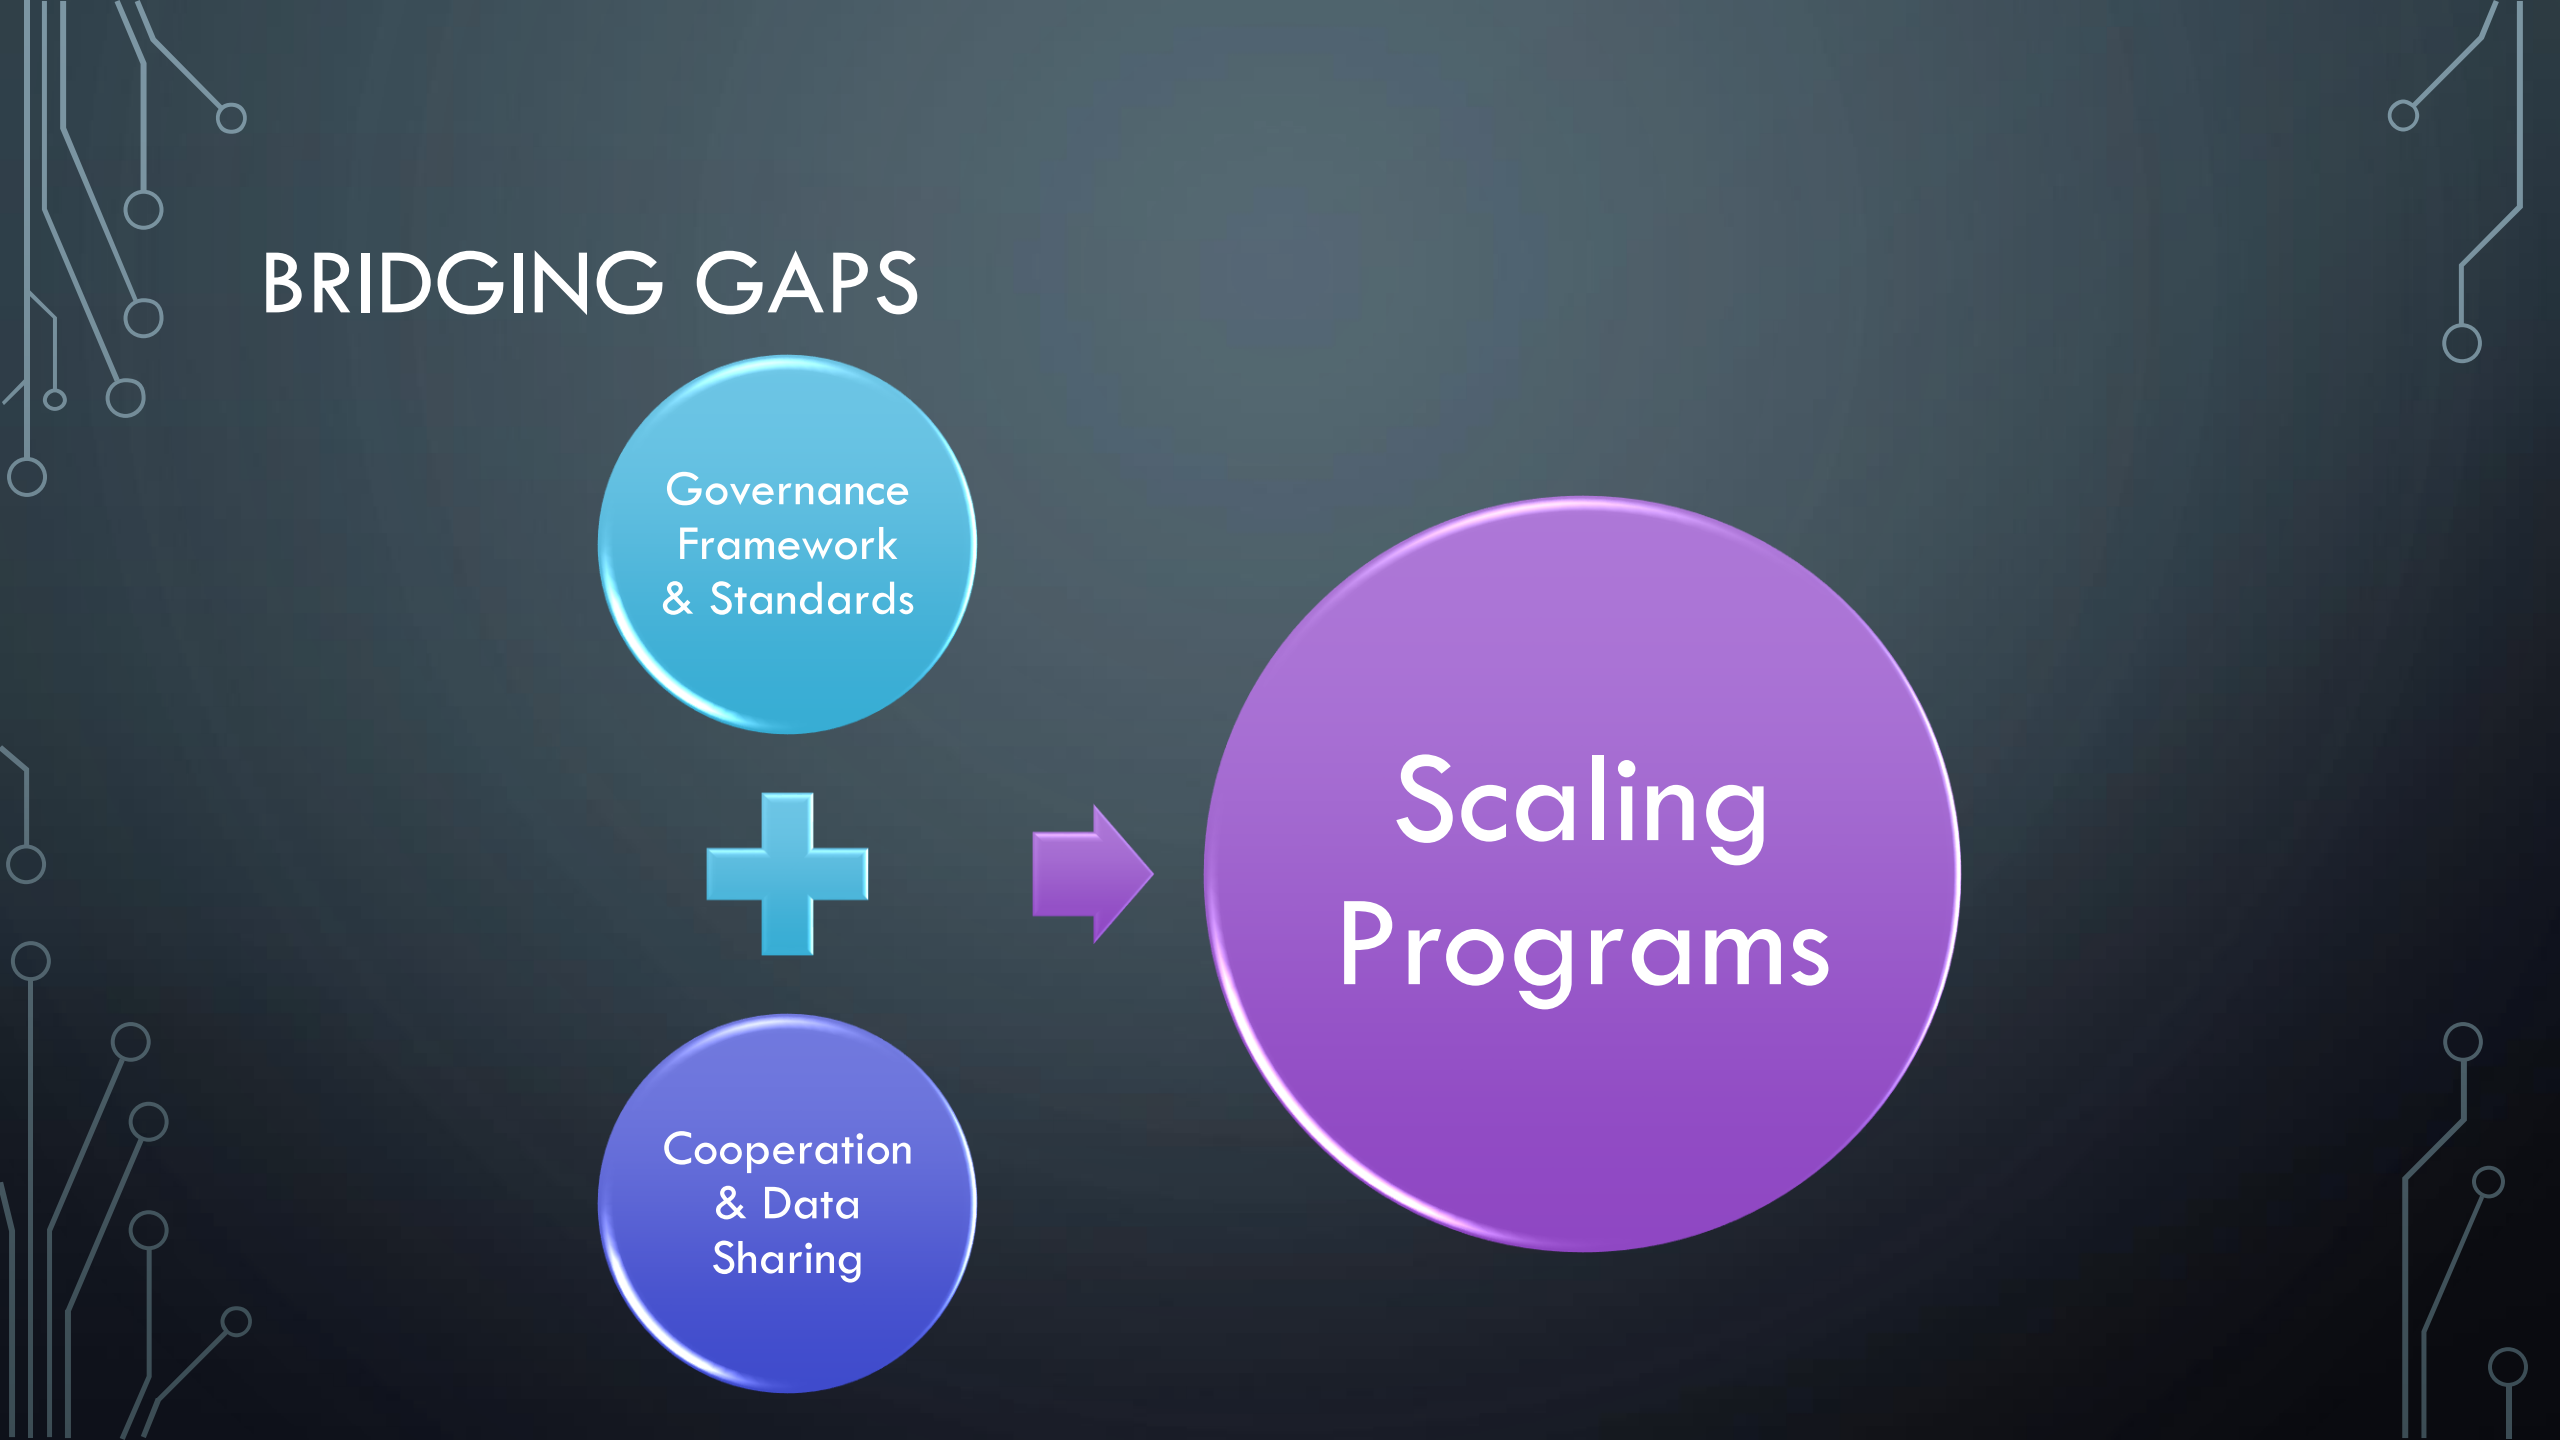 BRIDGING GAPS
Governance
Framework
& Standards
Cooperation
& Data
Sharing
Scaling
Programs